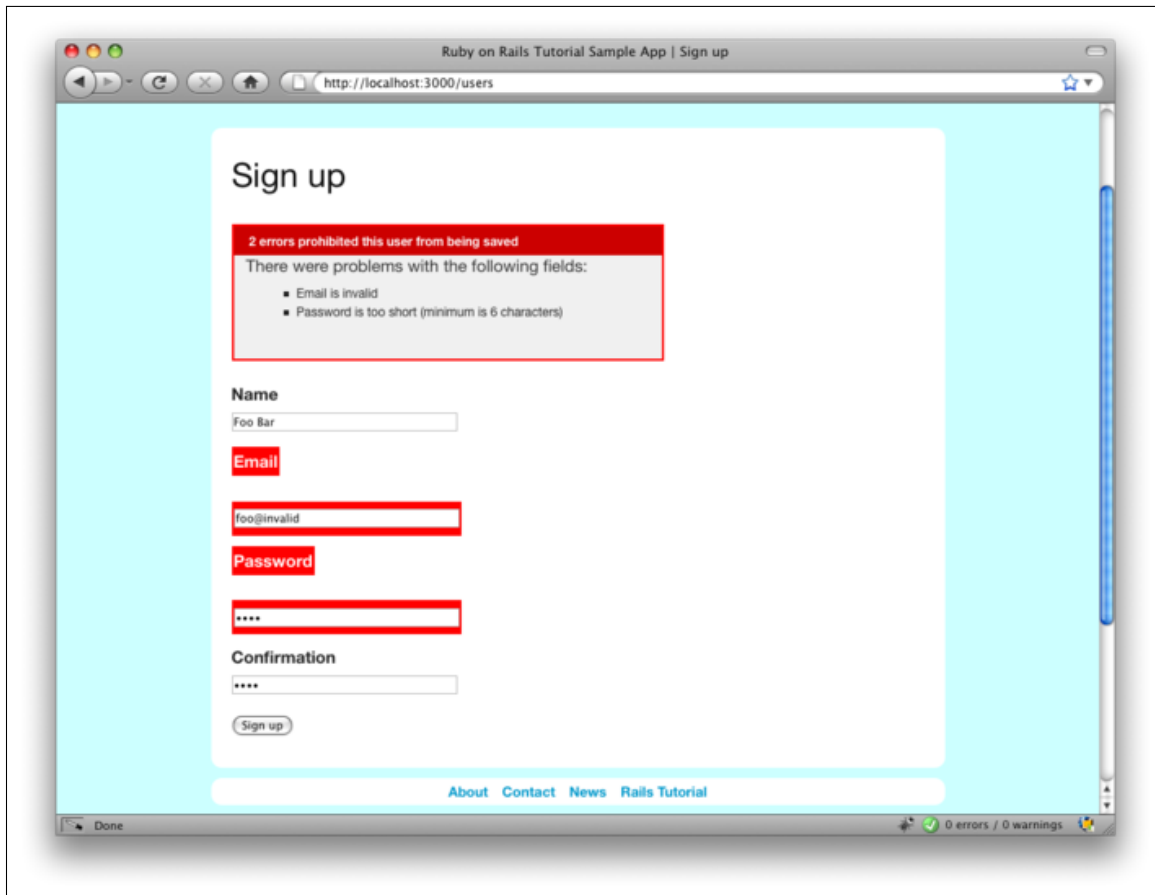 Ruby on Rails Tutorial Sample App | Sign up
http://localhost:3000/users
Sign up
2 errors prohibited this user from being saved
There were problems with the following fields:
Email is invalid
Password is too short (minimum is 6 characters)
Name
Foo Bar
Email
foo@invalid
Password
••••
Confirmation
••••
Sign up
About Contact News Rails Tutorial
Done
0 errors / 0 warnings